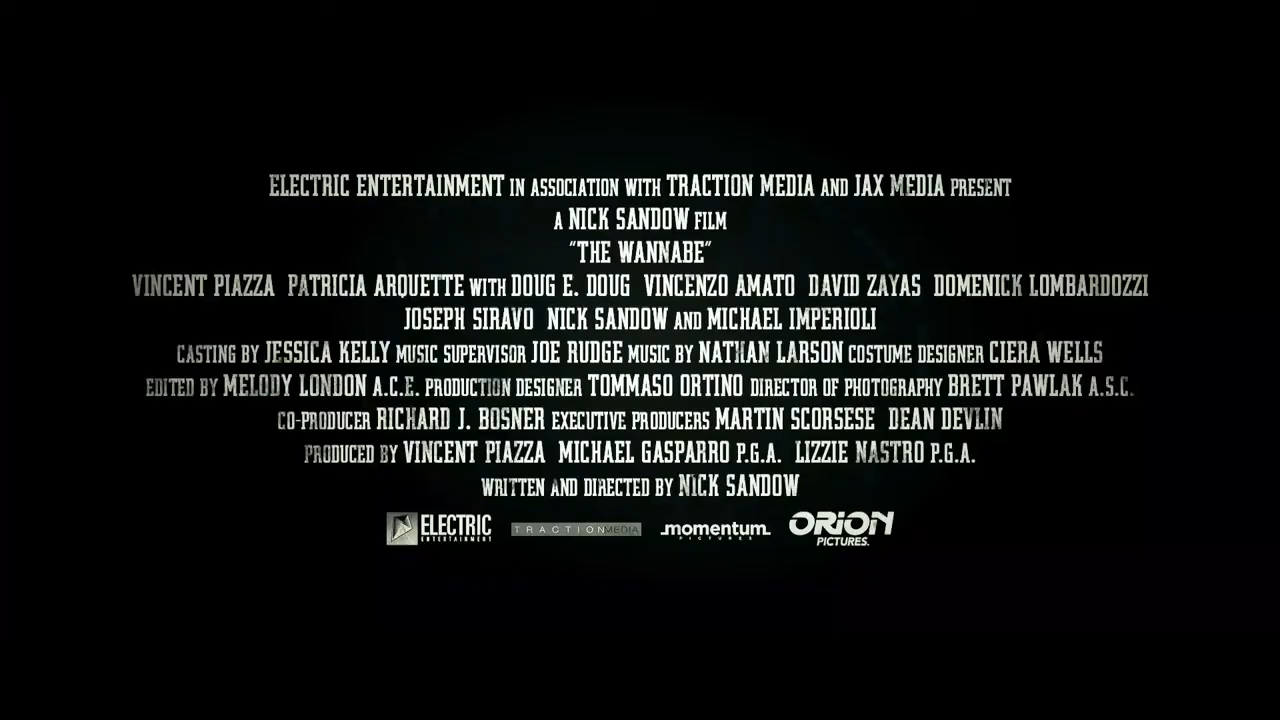 ELECTRIC ENTERTAINMENT IN ASSOCIATION WITH TRACTION MEDIA AND JAX MEDIA PRESENT
A NICK SANDOW FILM
"THE WANNABE"
VINCENT PIAZZA PATRICIA ARQUETTE WITH DOUG E. DOUG VINCENZO AMATO DAVID ZAYAS DOMENICK LOMBARDOZZI
JOSEPH SIRAVO NICK SANDOW AND MICHAEL IMPERIOLI
CASTING BY JESSICA KELLY MUSIC SUPERVISOR JOE RUDGE MUSIC BY NATHAN LARSON COSTUME DESIGNER CIERA WELLS
EDITED BY MELODY LONDON A.C.E. PRODUCTION DESIGNER TOMMASO ORTINO DIRECTOR OF PHOTOGRAPHY BRETT PAWLAK A.S.C.
CO-PRODUCER RICHARD J. BOSNER EXECUTIVE PRODUCERS MARTIN SCORSESE DEAN DEVLIN
PRODUCED BY VINCENT PIAZZA MICHAEL GASPARRO P.G.A. LIZZIE NASTRO P.G.A.
WRITTEN AND DIRECTED BY NICK SANDOW
ELECTRIC ENTERTAINMENT TRACTIONMEDIA momentum PICTURES ORION PICTURES.